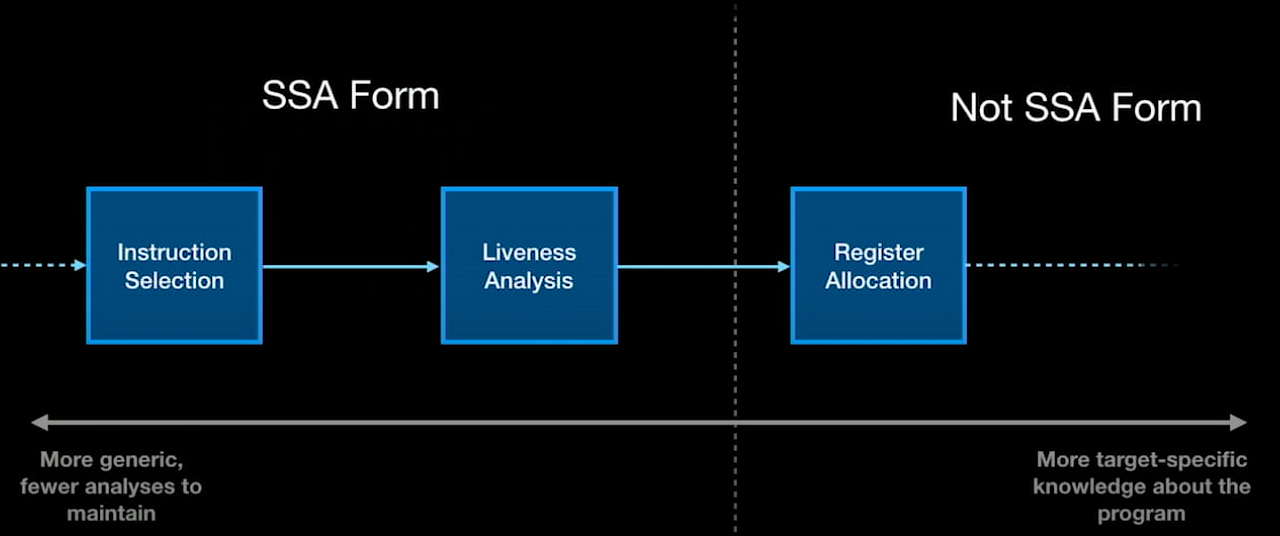 SSA Form
Not SSA Form
Instruction
Selection
Liveness
Analysis
Register
Allocation
More generic,
fewer analyses to
maintain
More target-specific
knowledge about the
program